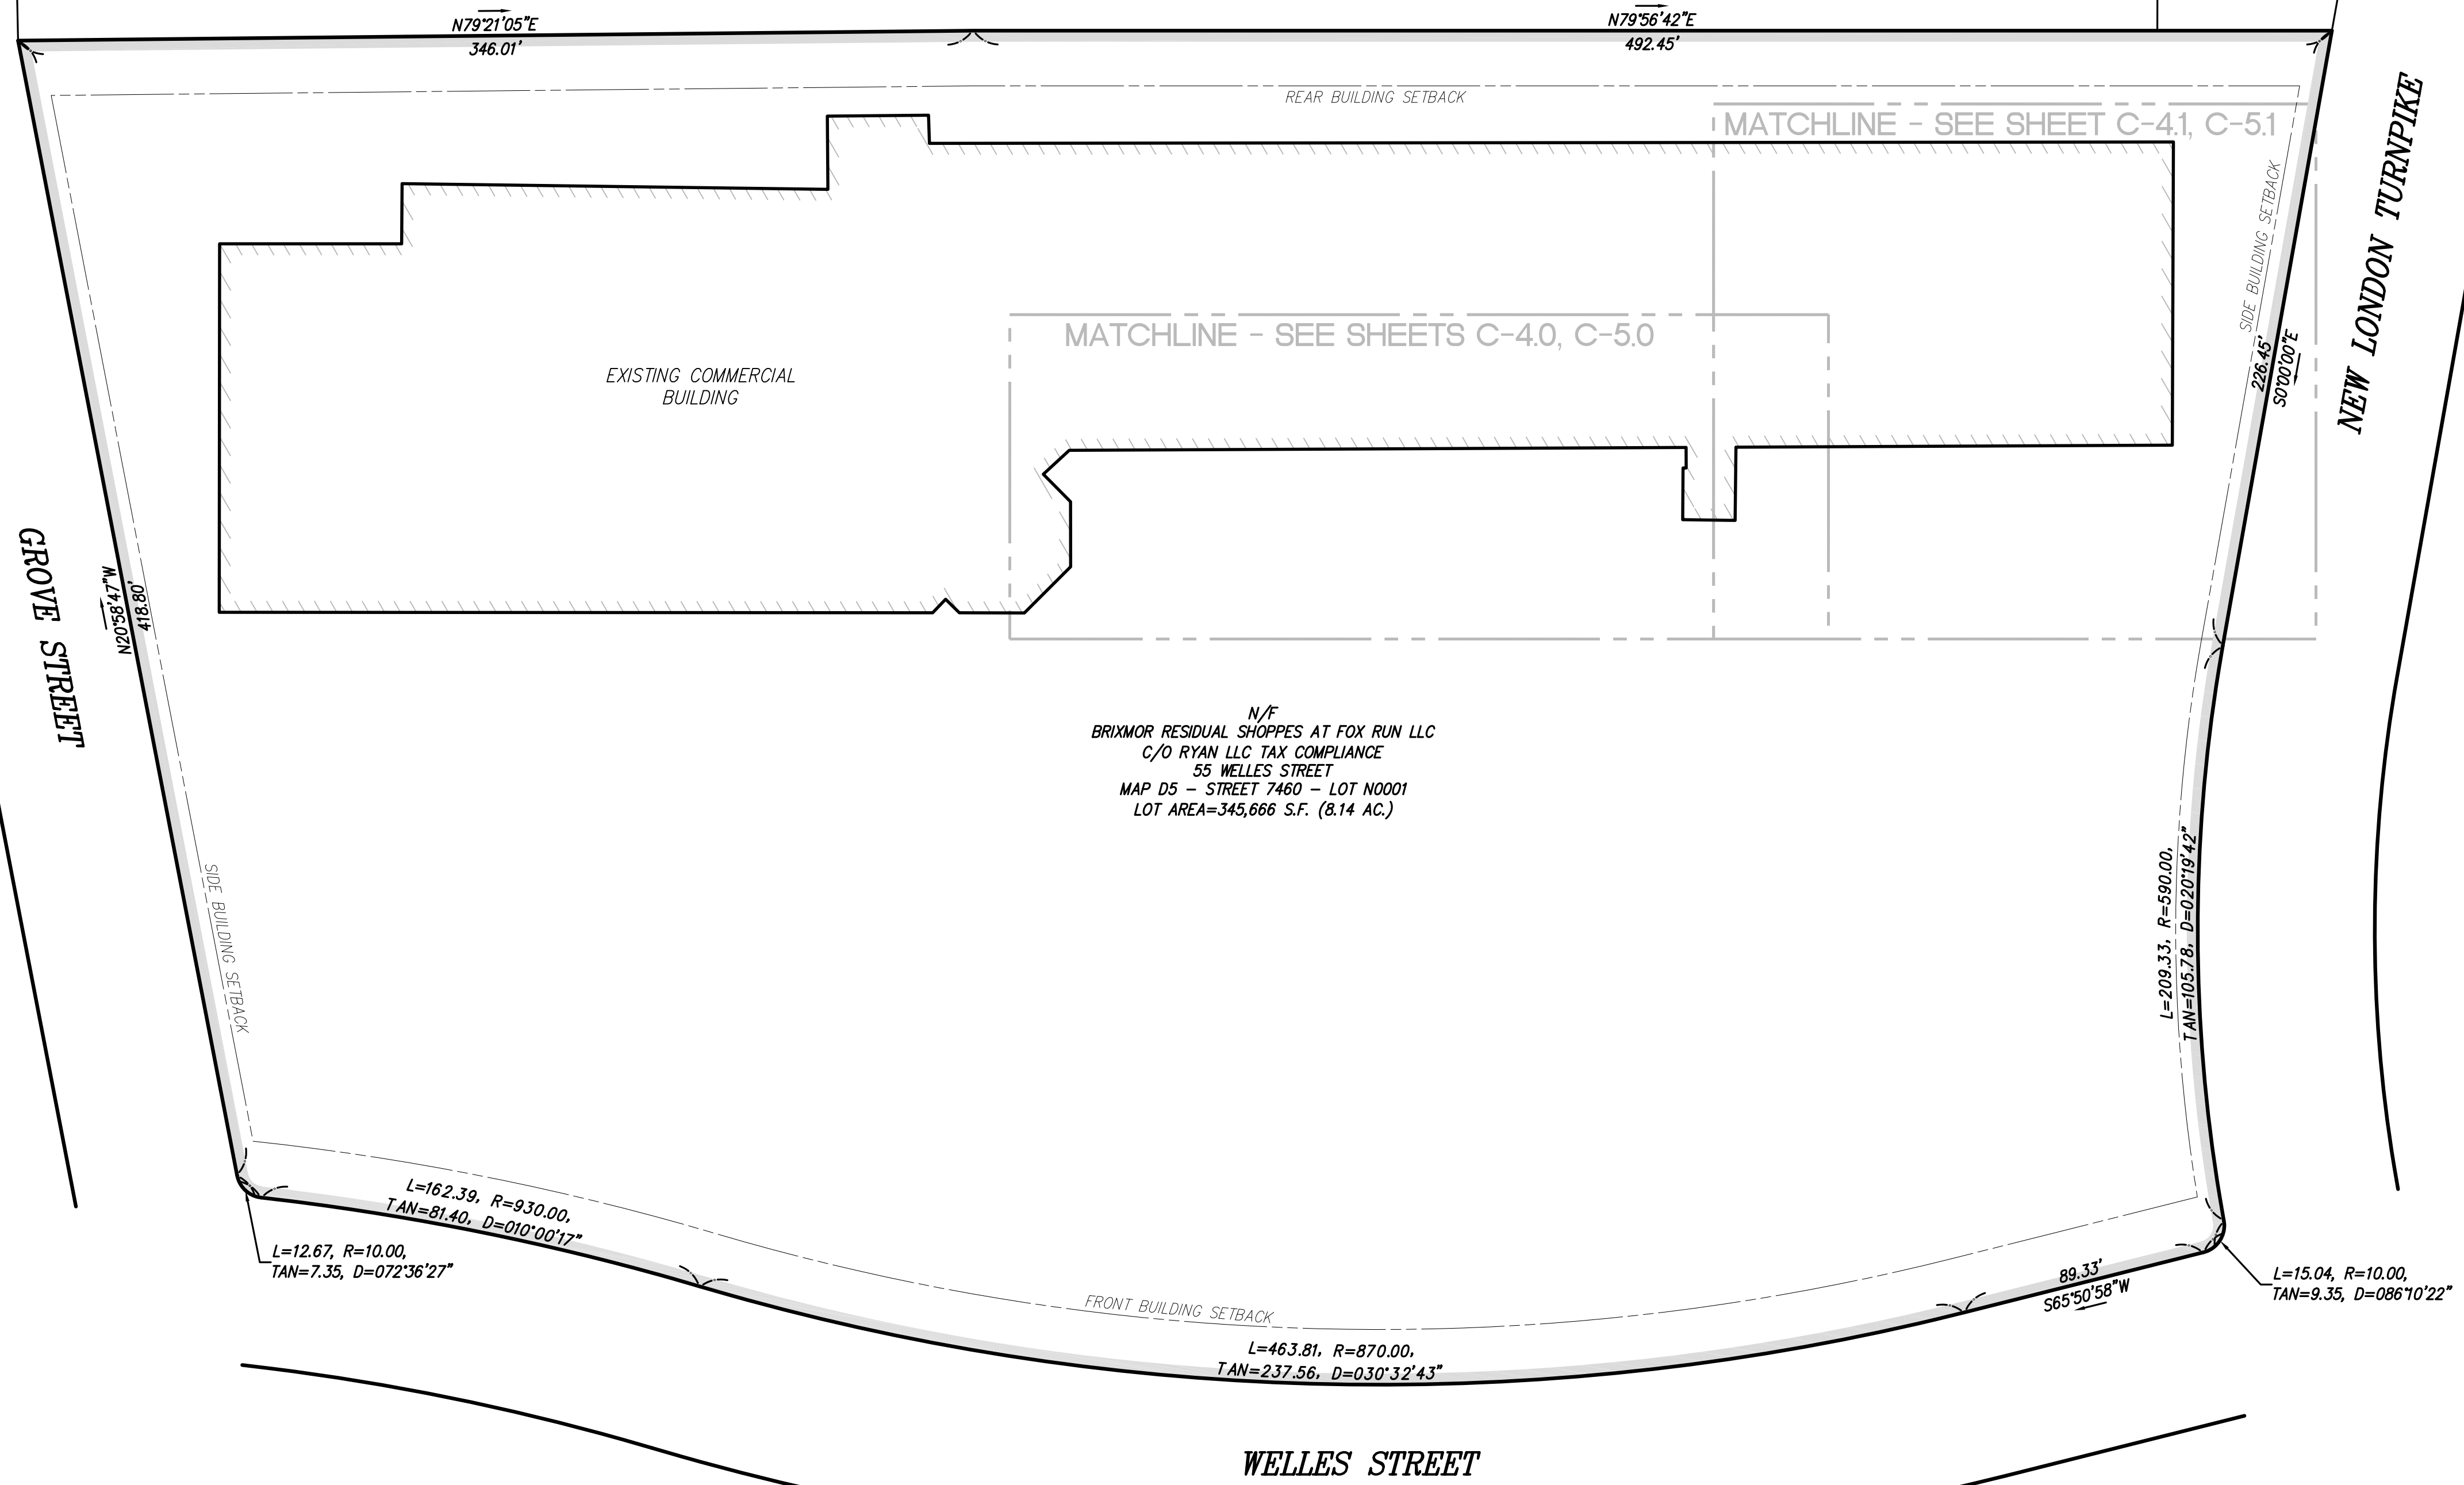 N79°21'05"E
346.01'
N79°56'42"E
492.45'
REAR BUILDING SETBACK
MATCHLINE - SEE SHEET C-4.1, C-5.1
NEW LONDON TURNPIKE
SIDE BUILDING SETBACK
226.45'
S0°00'00"E
MATCHLINE - SEE SHEETS C-4.0, C-5.0
EXISTING COMMERCIAL
BUILDING
GROVE STREET
N20°58'47"W
418.80'
N/F
BRIXMOR RESIDUAL SHOPPES AT FOX RUN LLC
C/O RYAN LLC TAX COMPLIANCE
55 WELLES STREET
MAP D5 - STREET 7460 - LOT N0001
LOT AREA=345,666 S.F. (8.14 AC.)
SIDE BUILDING SETBACK
L=209.33, R=590.00,
TAN=105.78, D=020°19'42"
L=162.39, R=930.00,
TAN=81.40, D=010°00'17"
L=12.67, R=10.00,
TAN=7.35, D=072°36'27"
FRONT BUILDING SETBACK
L=463.81, R=870.00,
TAN=237.56, D=030°32'43"
89.33'
S65°50'58"W
L=15.04, R=10.00,
TAN=9.35, D=086°10'22"
WELLES STREET